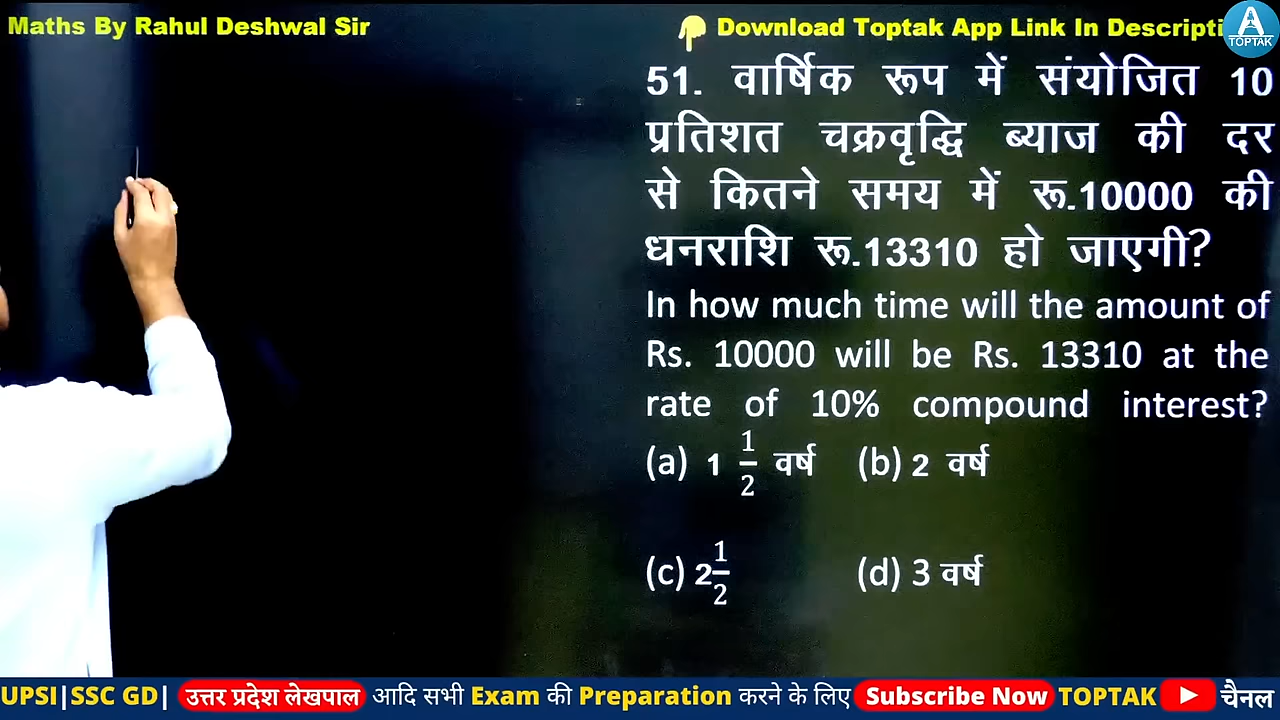 Maths By Rahul Deshwal Sir
Download Toptak App Link In Descripti
TOPTAK
51. वार्षिक रूप में संयोजित 10
प्रतिशत चक्रवृद्धि ब्याज की दर
से कितने समय में रू.10000 की
धनराशि रू.13310 हो जाएगी?
In how much time will the amount of
Rs. 10000 will be Rs. 13310 at the
rate of 10% compound interest?
(a) 1 1/2 वर्ष (b) 2 वर्ष
(c) 2 1/2 (d) 3 वर्ष
UPSI|SSC GD| उत्तर प्रदेश लेखपाल आदि सभी Exam की Preparation करने के लिए Subscribe Now TOPTAK चैनल